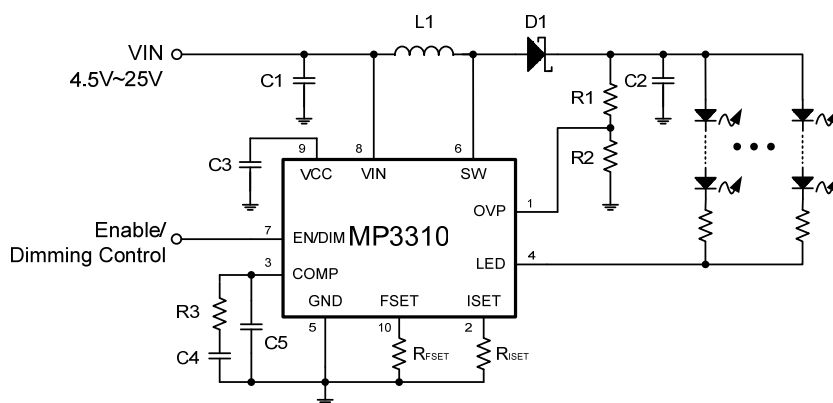 L1
D1
VIN
4.5V~25V
C1
C2
R1
R2
C3
9
8
6
VCC
VIN
SW
1
OVP
Enable/
Dimming Control
7
EN/DIM
MP3310
4
LED
3
COMP
R3
C4
C5
GND
FSET
ISET
5
10
2
RFSET
RISET